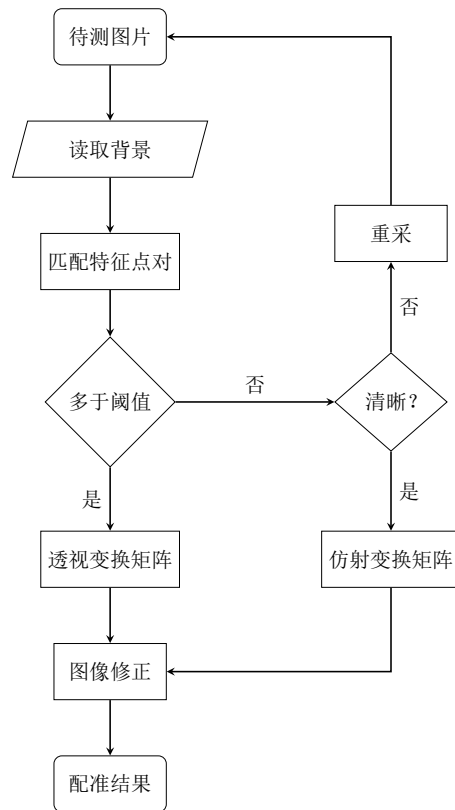 待测图片
读取背景
重采
匹配特征点对
否
否
多于阈值
清晰？
是
是
透视变换矩阵
仿射变换矩阵
图像修正
配准结果